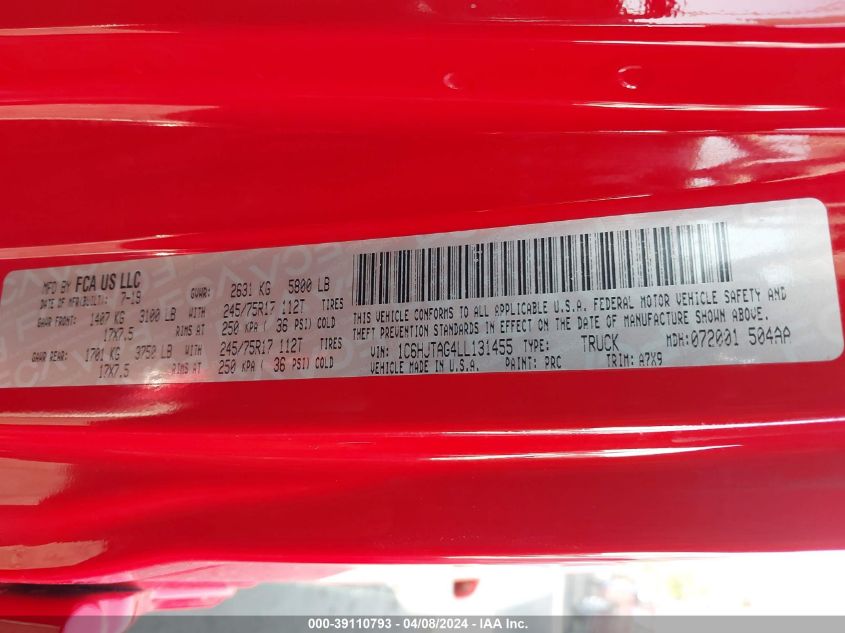 MFD BY FCA US LLC
DATE OF MFR/BUILT: 7-19 GVWR: 2631 KG 5800 LB
GAWR FRONT: 1407 KG 3100 LB WITH 245/75R17 112T TIRES
17X7.5 RIMS AT 250 KPA ( 36 PSI) COLD
GAWR REAR: 1701 KG 3750 LB WITH 245/75R17 112T TIRES
17X7.5 RIMS AT 250 KPA ( 36 PSI) COLD
THIS VEHICLE CONFORMS TO ALL APPLICABLE U.S.A. FEDERAL MOTOR VEHICLE SAFETY AND
THEFT PREVENTION STANDARDS IN EFFECT ON THE DATE OF MANUFACTURE SHOWN ABOVE.
VIN: 1C6HJTAG4LL131455 TYPE: TRUCK MDH:072001 504AA
VEHICLE MADE IN U.S.A. PAINT: PRC TRIM: A7X9
000-39110793 - 04/08/2024 - IAA Inc.